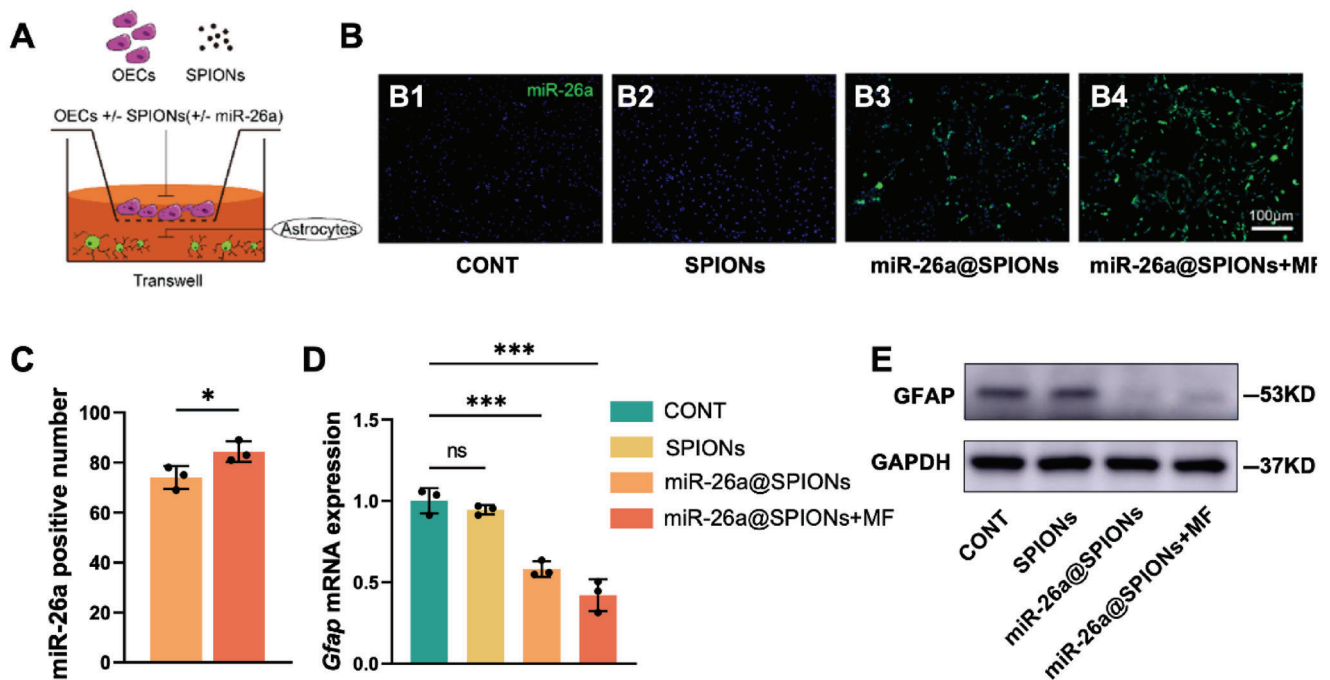 A
OECs
SPIONs
OECs +/- SPIONs(+/- miR-26a)
Astrocytes
Transwell
B
B1
miR-26a
B2
B3
B4
100μm
CONT
SPIONs
miR-26a@SPIONs
miR-26a@SPIONs+MF
C
miR-26a positive number
100
80
60
40
20
0
*
D
Gfap mRNA expression
1.5
1.0
0.5
0.0
***
***
ns
CONT
SPIONs
miR-26a@SPIONs
miR-26a@SPIONs+MF
E
GFAP
–53KD
GAPDH
–37KD
CONT
SPIONs
miR-26a@SPIONs
miR-26a@SPIONs+MF